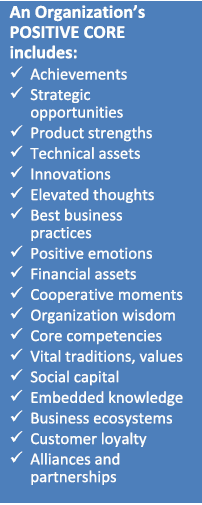 An Organization's
POSITIVE CORE
includes:
✓ Achievements
✓ Strategic
opportunities
✓ Product strengths
✓ Technical assets
✓ Innovations
✓ Elevated thoughts
✓ Best business
practices
✓ Positive emotions
✓ Financial assets
✓ Cooperative moments
✓ Organization wisdom
✓ Core competencies
✓ Vital traditions, values
✓ Social capital
✓ Embedded knowledge
✓ Business ecosystems
✓ Customer loyalty
✓ Alliances and
partnerships